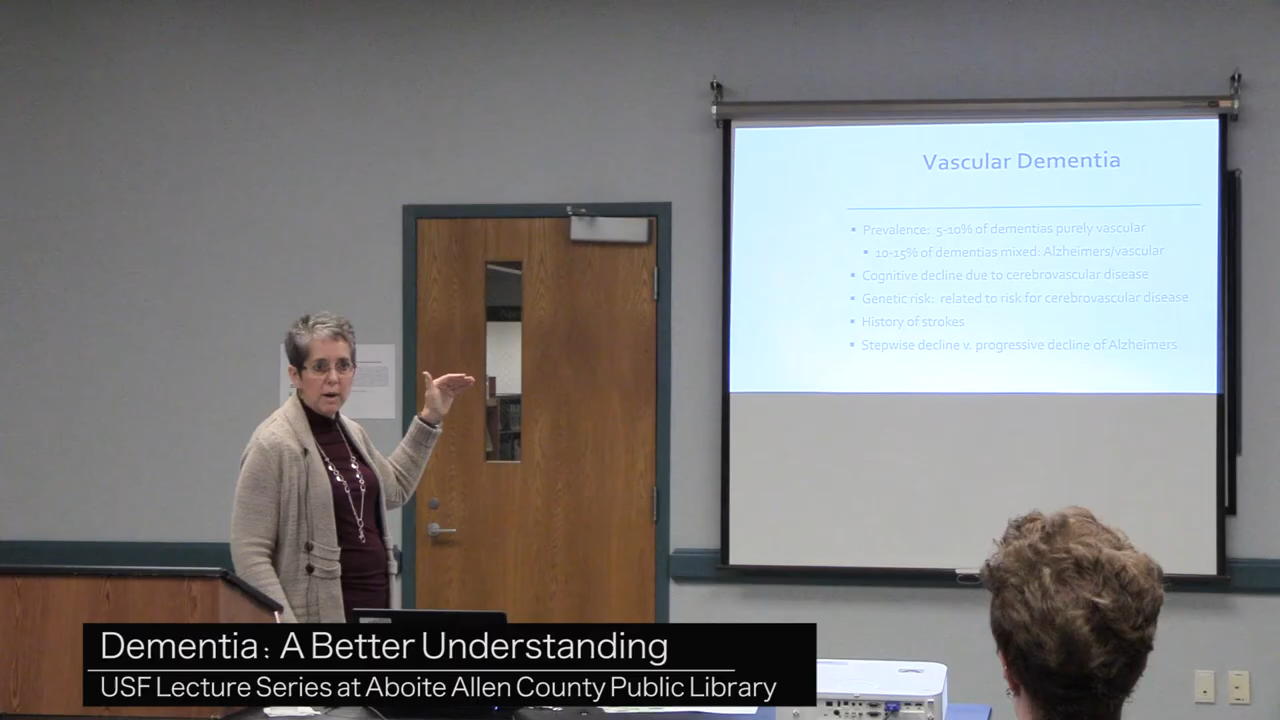 Vascular Dementia
▪ Prevalence: 5-10% of dementias purely vascular
▪ 10-15% of dementias mixed: Alzheimers/vascular
▪ Cognitive decline due to cerebrovascular disease
▪ Genetic risk: related to risk for cerebrovascular disease
▪ History of strokes
▪ Stepwise decline v. progressive decline of Alzheimers
Dementia: A Better Understanding
USF Lecture Series at Aboite Allen County Public Library